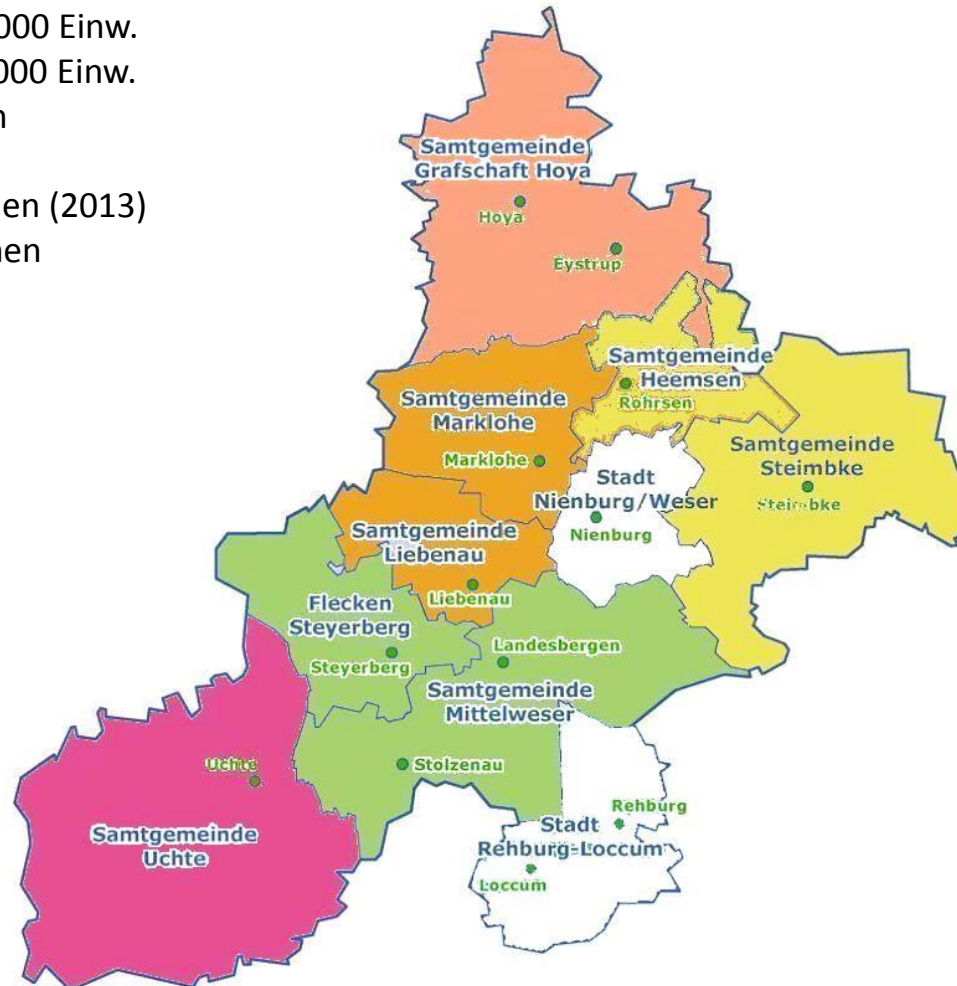 000 Einw.
000 Einw.
n
en (2013)
nen
Samtgemeinde
Grafschaft Hoya
Hoya
Eystrup
Samtgemeinde
Heemsen
Rohrsen
Samtgemeinde
Marklohe
Marklohe
Samtgemeinde
Steimbke
Steimbke
Stadt
Nienburg/Weser
Nienburg
Samtgemeinde
Liebenau
Liebenau
Flecken
Steyerberg
Steyerberg
Landesbergen
Samtgemeinde
Mittelweser
Stolzenau
Uchte
Samtgemeinde
Uchte
Rehburg
Stadt
Rehburg-Loccum
Loccum